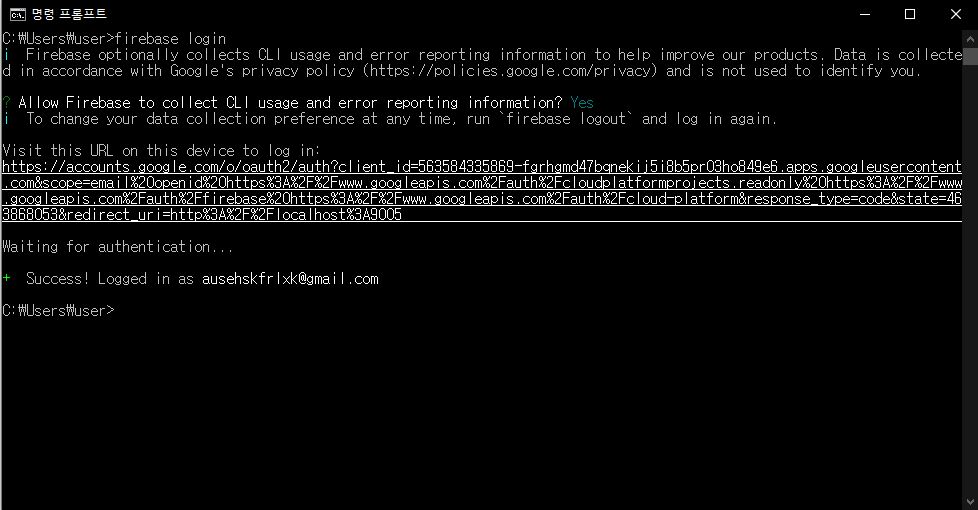 명령 프롬프트
C:\Users\user>firebase login
i  Firebase optionally collects CLI usage and error reporting information to help improve our products. Data is collecte
d in accordance with Google's privacy policy (https://policies.google.com/privacy) and is not used to identify you.
? Allow Firebase to collect CLI usage and error reporting information? Yes
i  To change your data collection preference at any time, run `firebase logout` and log in again.
Visit this URL on this device to log in:
https://accounts.google.com/o/oauth2/auth?client_id=563584335869-fgrhgmd47bqnekij5i8b5pr03ho849e6.apps.googleusercontent
.com&scope=email%20openid%20https%3A%2F%2Fwww.googleapis.com%2Fauth%2Fcloudplatformprojects.readonly%20https%3A%2F%2Fwww
.googleapis.com%2Fauth%2Ffirebase%20https%3A%2F%2Fwww.googleapis.com%2Fauth%2Fcloud-platform&response_type=code&state=46
3868053&redirect_uri=http%3A%2F%2Flocalhost%3A9005
Waiting for authentication...
+  Success! Logged in as ausehskfrlxk@gmail.com
C:\Users\user>